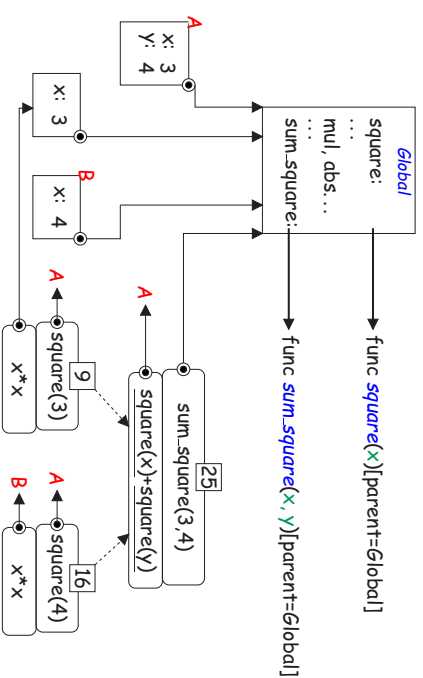 Global
square:
...
mul, abs...
...
sum_square:
func square(x)[parent=Global]
func sum_square(x, y)[parent=Global]
A
x: 3
y: 4
x: 3
B
x: 4
25
sum_square(3,4)
A
square(x)+square(y)
9
A
square(3)
x*x
16
A
square(4)
B
x*x